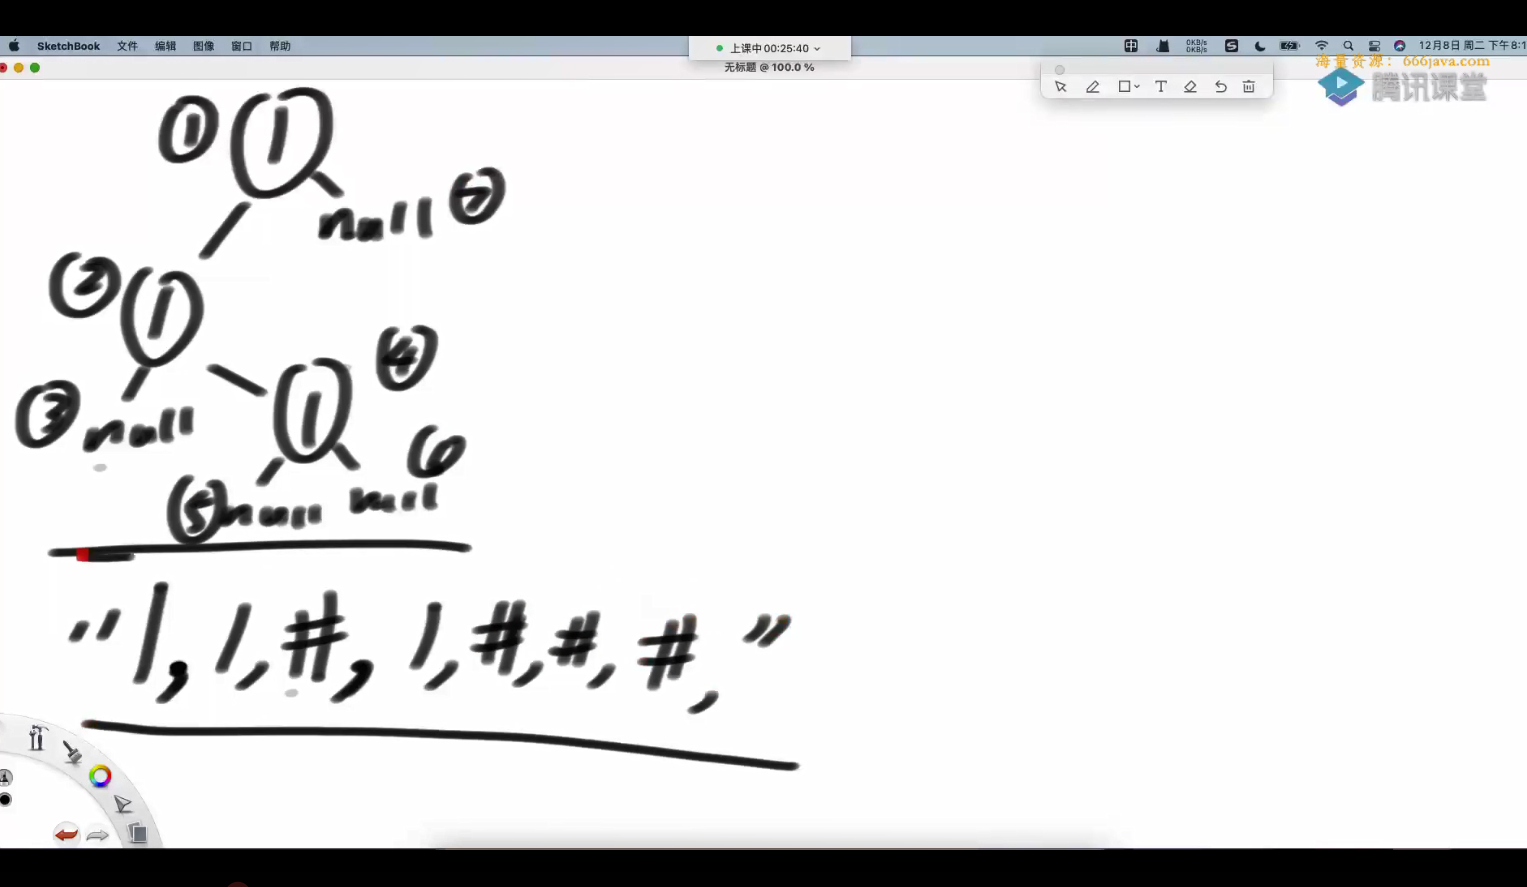 SketchBook 文件 编辑 图像 窗口 帮助
上课中 00:25:40
0KB/s
0KB/s
12月8日 周二 下午8:1
无标题 @ 100.0 %
海量资源：666java.com
腾讯课堂
T
① 1
null ⑦
② 1
③ null
1 ④
⑤ null null ⑥
"1,1,#,1,#,#,#,"